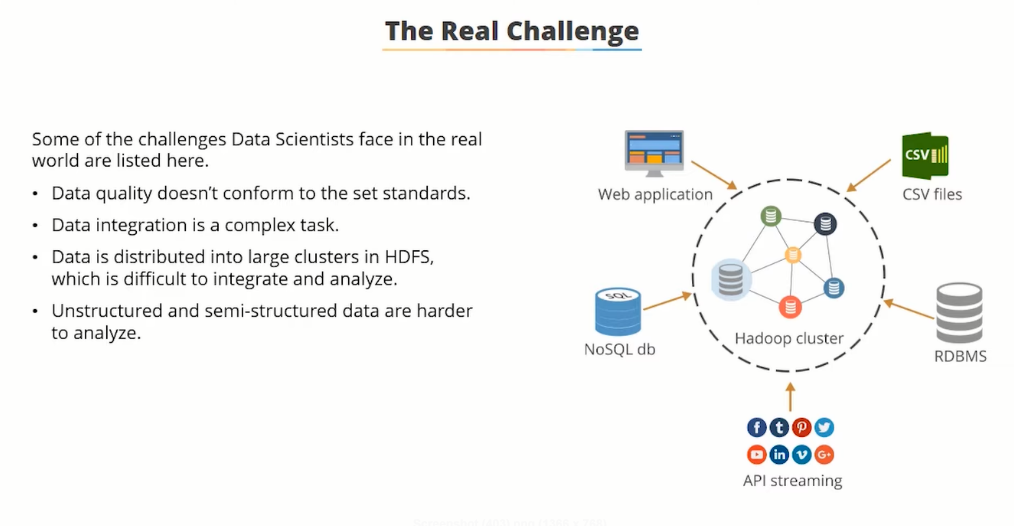 The Real Challenge
Some of the challenges Data Scientists face in the real
world are listed here.
• Data quality doesn't conform to the set standards.
• Data integration is a complex task.
• Data is distributed into large clusters in HDFS,
which is difficult to integrate and analyze.
• Unstructured and semi-structured data are harder
to analyze.
Web application
CSV
CSV files
SQL
NoSQL db
Hadoop cluster
RDBMS
API streaming